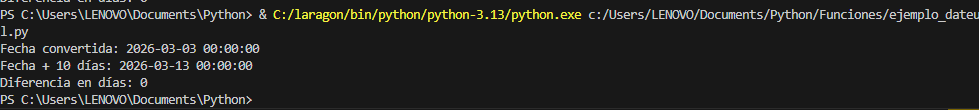 Diferencia en días: 0
PS C:\Users\LENOVO\Documents\Python> & C:/laragon/bin/python/python-3.13/python.exe c:/Users/LENOVO/Documents/Python/Funciones/ejemplo_dateu
l.py
Fecha convertida: 2026-03-03 00:00:00
Fecha + 10 días: 2026-03-13 00:00:00
Diferencia en días: 0
PS C:\Users\LENOVO\Documents\Python>